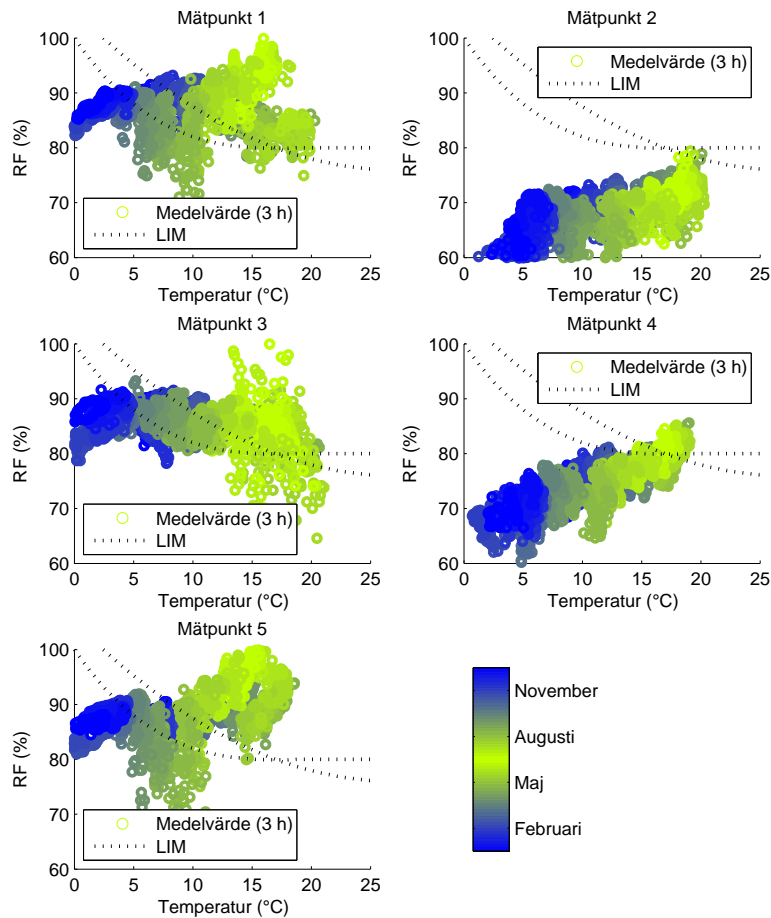 Mätpunkt 1
100
90
80
70
60
RF (%)
Medelvärde (3 h)
LIM
0 5 10 15 20 25
Temperatur (°C)
Mätpunkt 2
100
90
80
70
60
RF (%)
Medelvärde (3 h)
LIM
0 5 10 15 20 25
Temperatur (°C)
Mätpunkt 3
100
90
80
70
60
RF (%)
Medelvärde (3 h)
LIM
0 5 10 15 20 25
Temperatur (°C)
Mätpunkt 4
100
90
80
70
60
RF (%)
Medelvärde (3 h)
LIM
0 5 10 15 20 25
Temperatur (°C)
Mätpunkt 5
100
90
80
70
60
RF (%)
Medelvärde (3 h)
LIM
0 5 10 15 20 25
Temperatur (°C)
November
Augusti
Maj
Februari